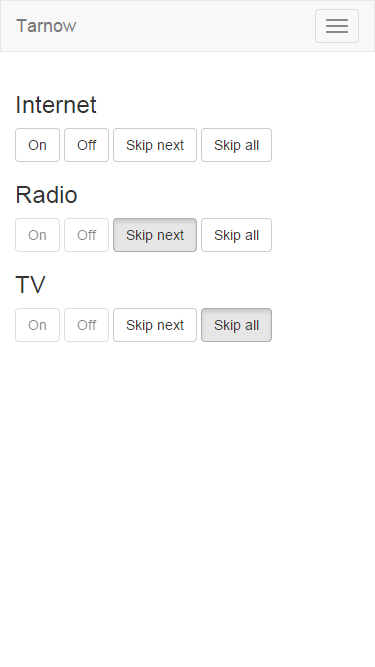 Tarnow
Internet
On Off Skip next Skip all
Radio
On Off Skip next Skip all
TV
On Off Skip next Skip all